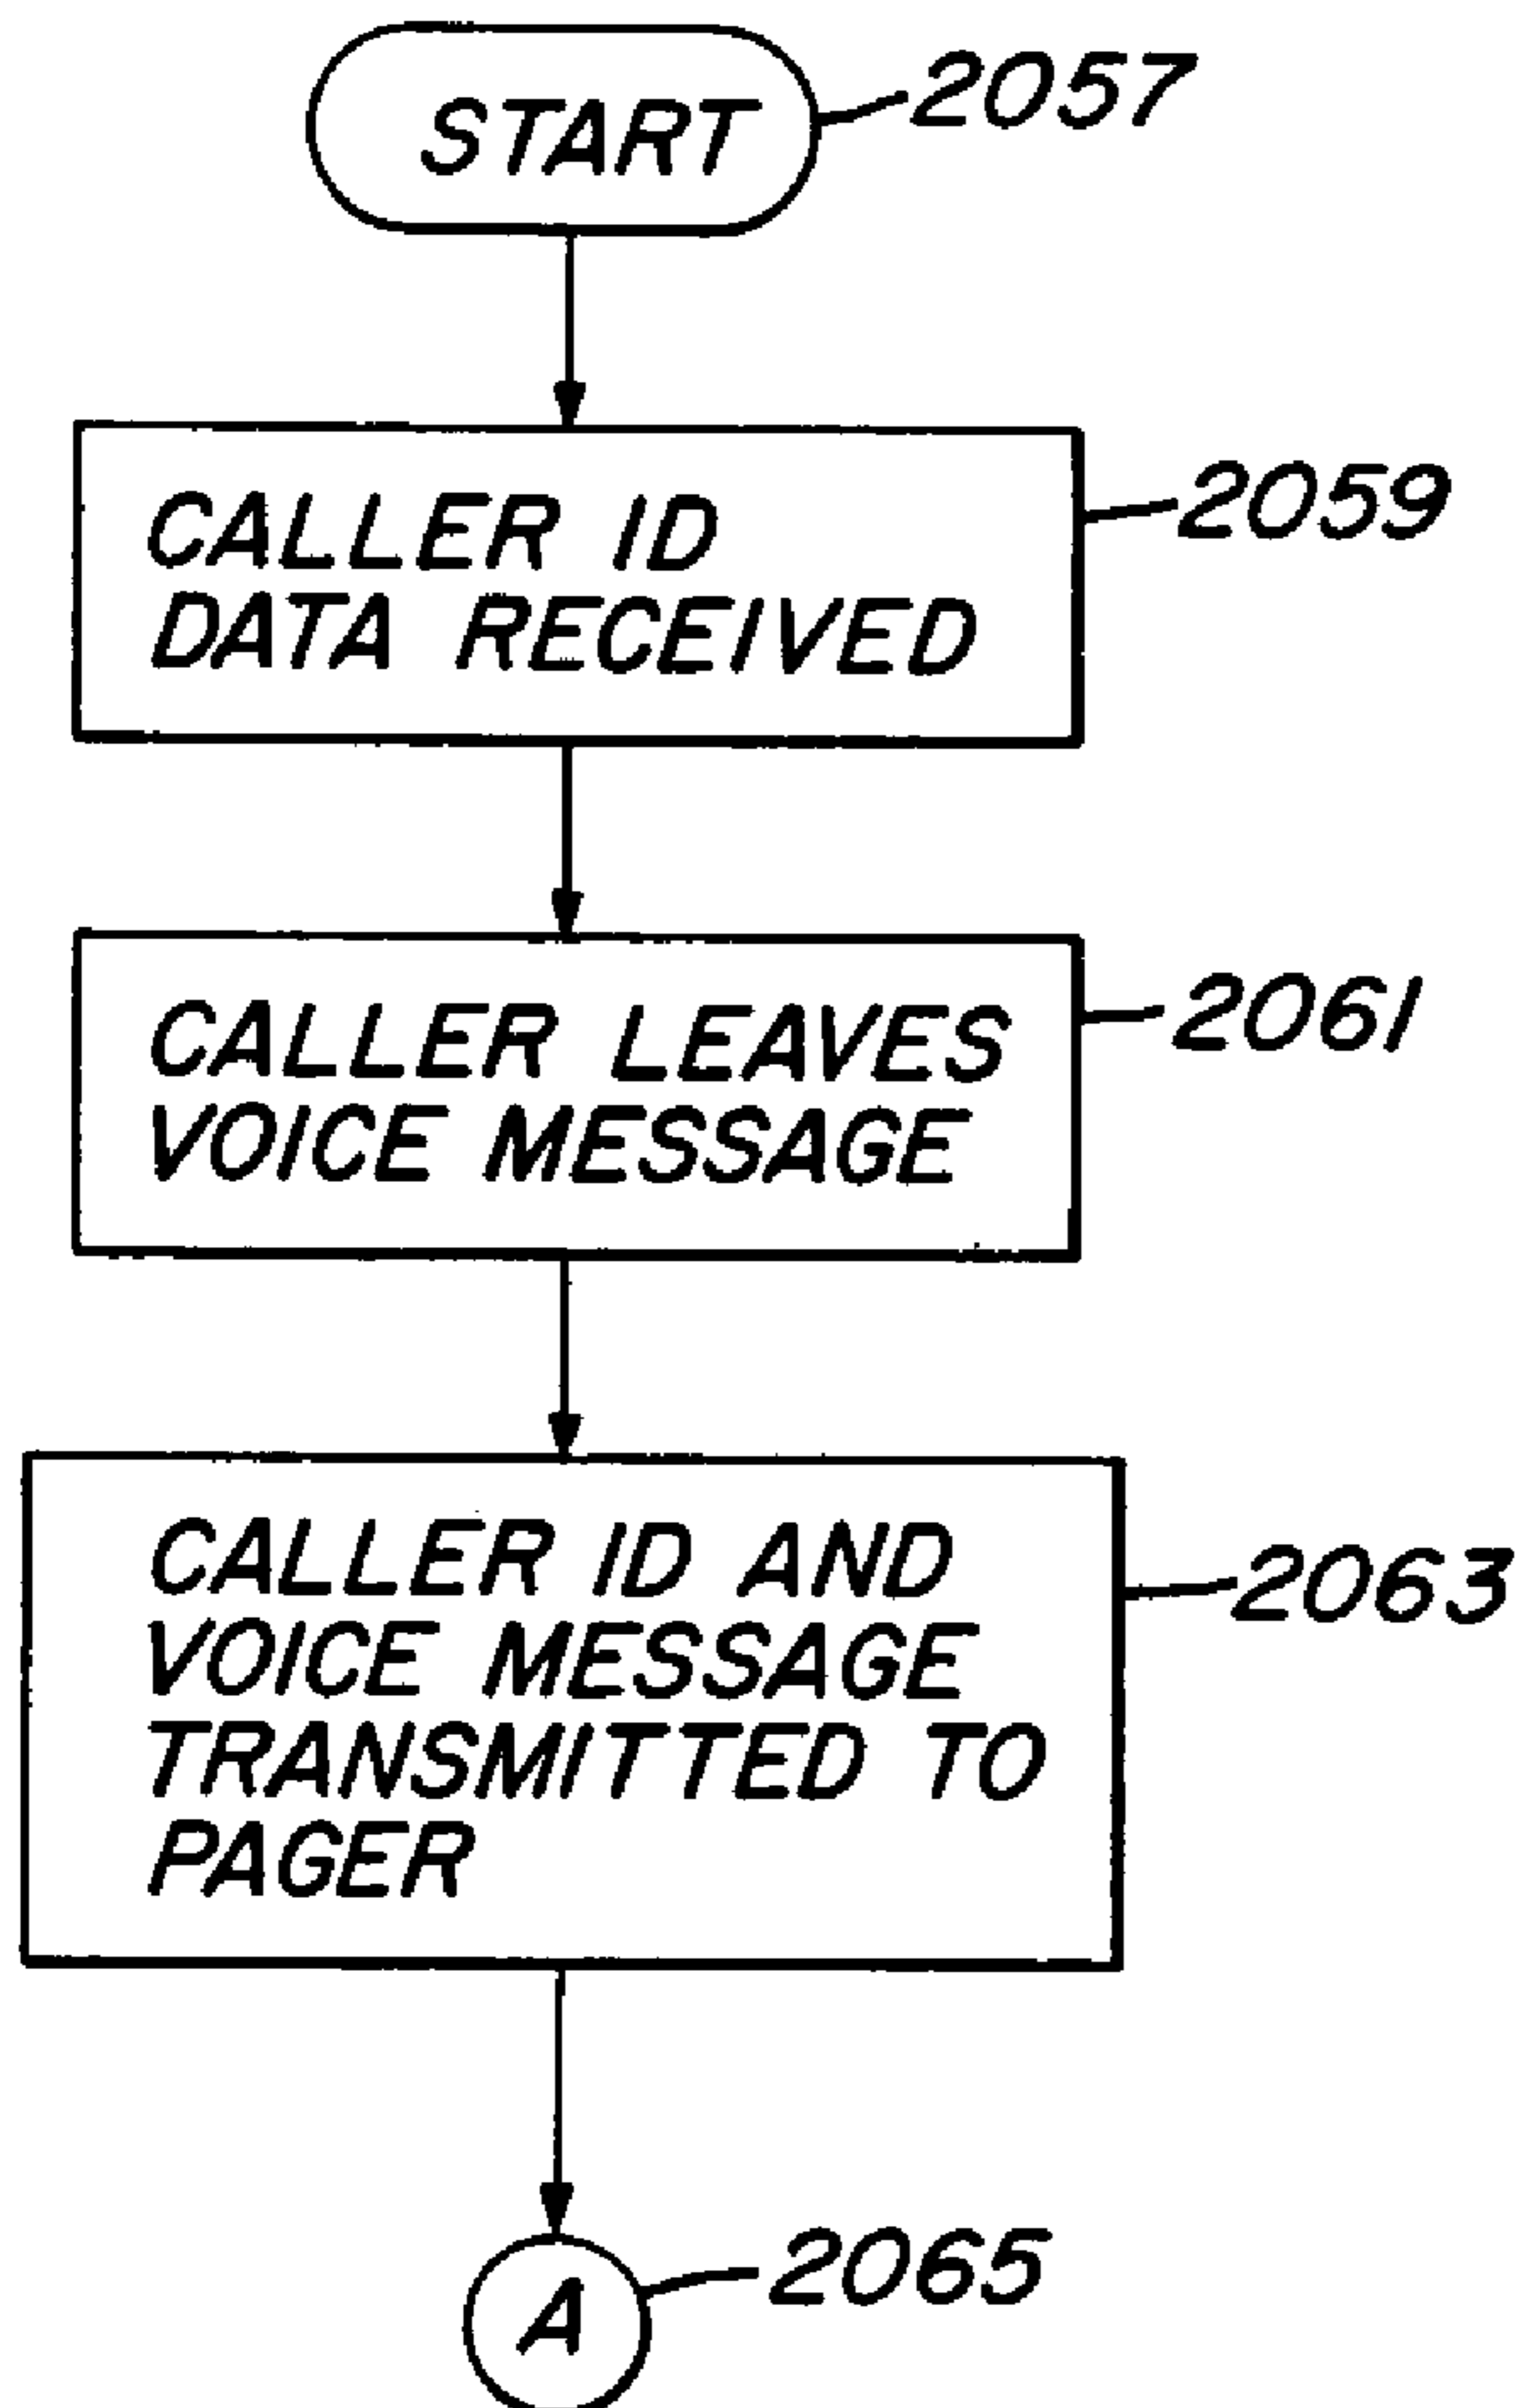 START
2057
CALLER ID
DATA RECEIVED
2059
CALLER LEAVES
VOICE MESSAGE
2061
CALLER ID AND
VOICE MESSAGE
TRANSMITTED TO
PAGER
2063
A
2065